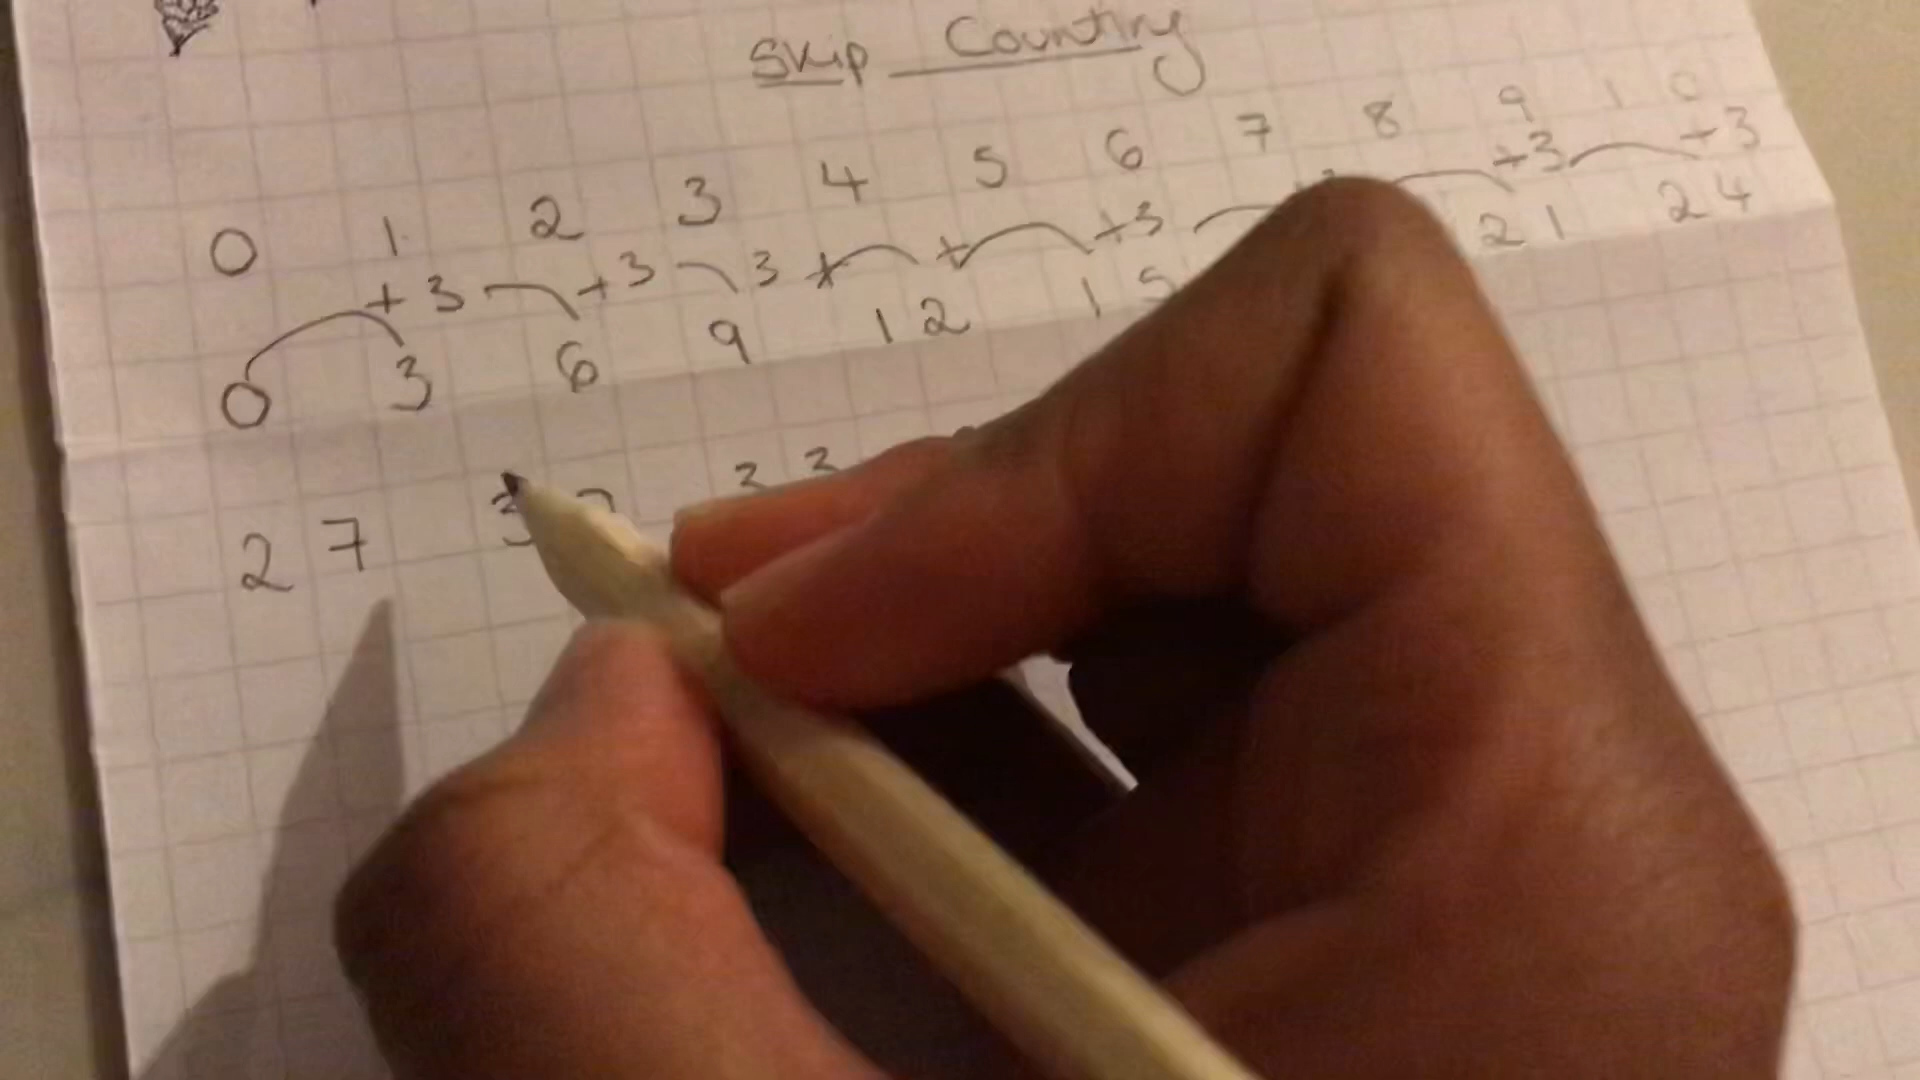 Skip Counting
0 1 2 3 4 5 6 7 8 9 10
+3 +3 3 + + +3 +3 +3
0 3 6 9 12 15 21 24
27 33